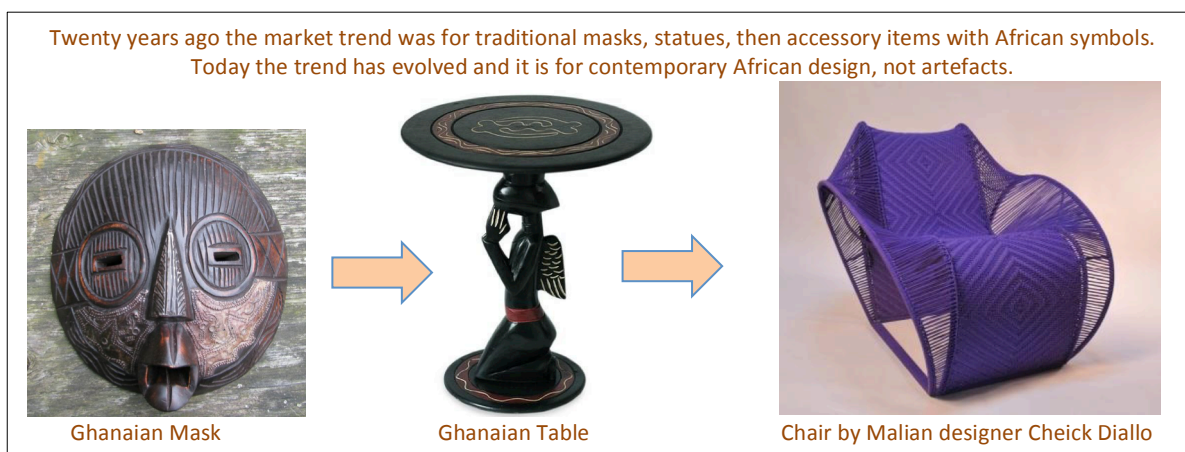 Twenty years ago the market trend was for traditional masks, statues, then accessory items with African symbols.
Today the trend has evolved and it is for contemporary African design, not artefacts.
Ghanaian Mask
Ghanaian Table
Chair by Malian designer Cheick Diallo